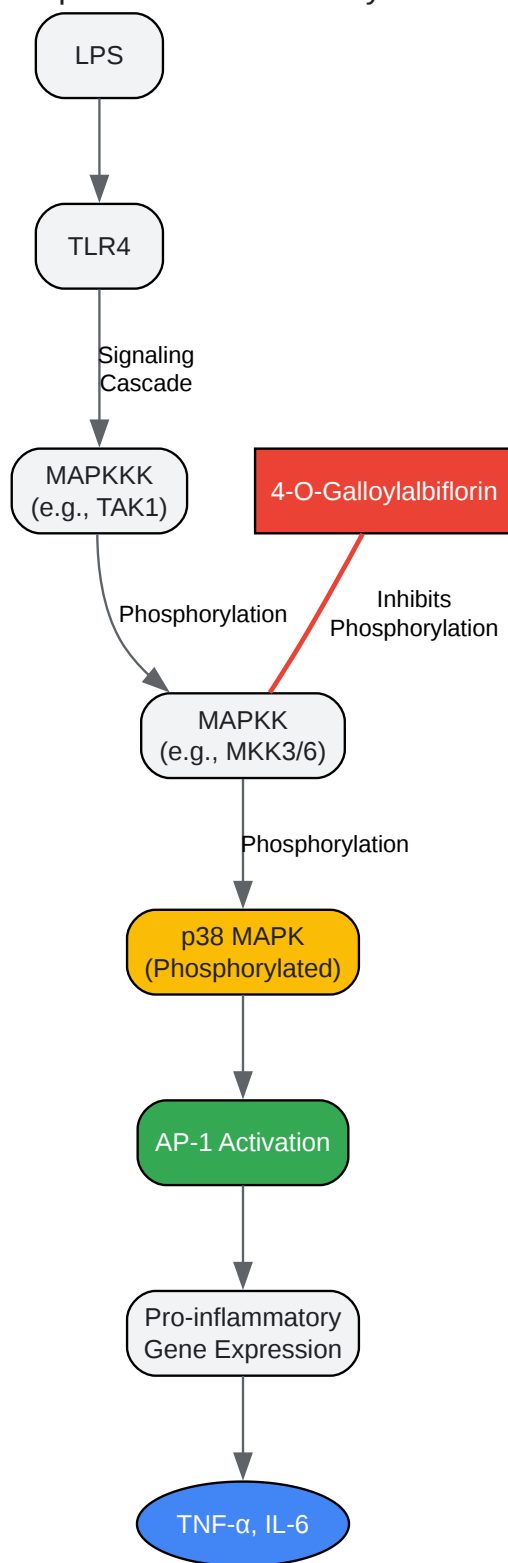 LPS
TLR4
Signaling
Cascade
MAPKKK
(e.g., TAK1)
4-O-Galloylalbiflorin
Phosphorylation
Inhibits
Phosphorylation
MAPKK
(e.g., MKK3/6)
Phosphorylation
p38 MAPK
(Phosphorylated)
AP-1 Activation
Pro-inflammatory
Gene Expression
TNF-α, IL-6